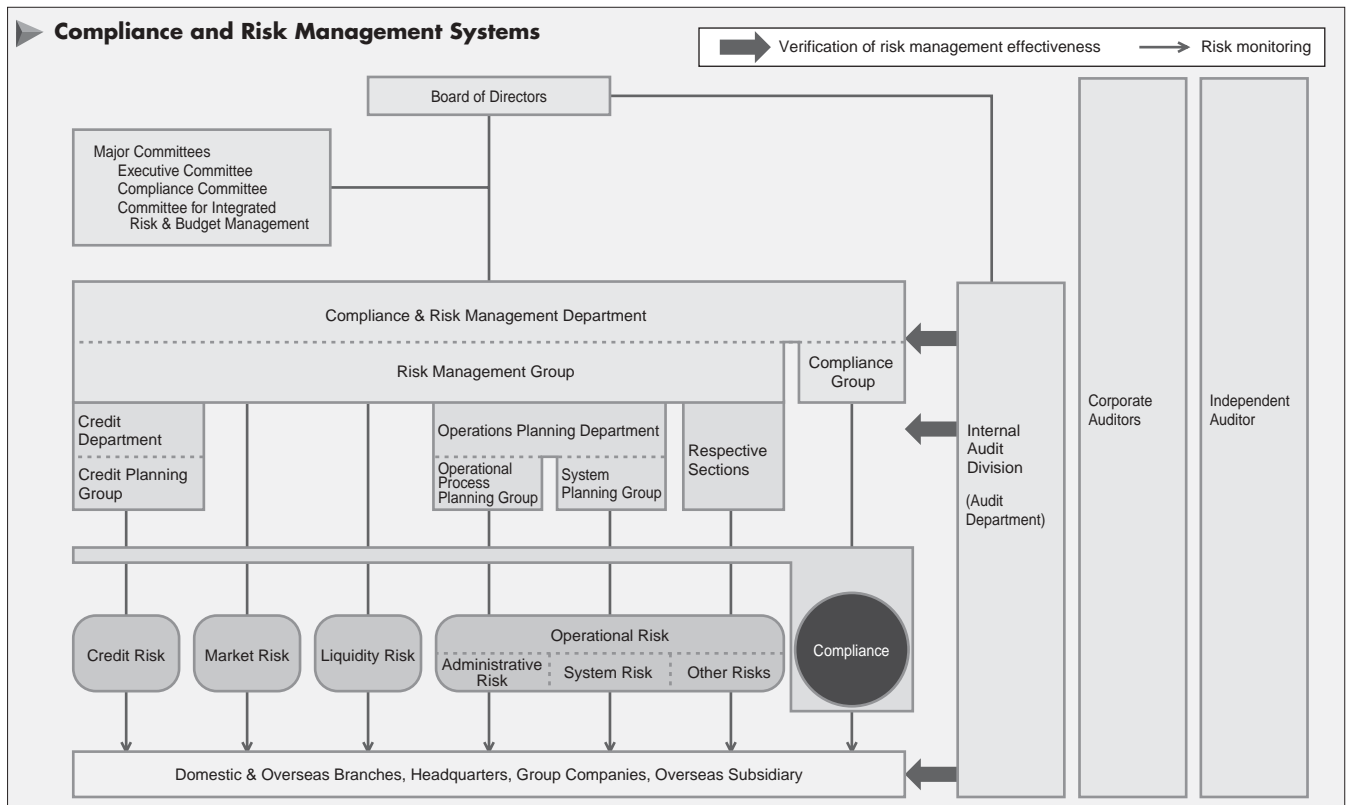 Compliance and Risk Management Systems
Verification of risk management effectiveness
Risk monitoring
Board of Directors
Major Committees
Executive Committee
Compliance Committee
Committee for Integrated
Risk & Budget Management
Compliance & Risk Management Department
Risk Management Group
Compliance
Group
Credit
Department
Credit Planning
Group
Operations Planning Department
Operational
Process
Planning Group
System
Planning Group
Respective
Sections
Internal
Audit
Division
(Audit
Department)
Corporate
Auditors
Independent
Auditor
Credit Risk
Market Risk
Liquidity Risk
Operational Risk
Administrative
Risk
System Risk
Other Risks
Compliance
Domestic & Overseas Branches, Headquarters, Group Companies, Overseas Subsidiary